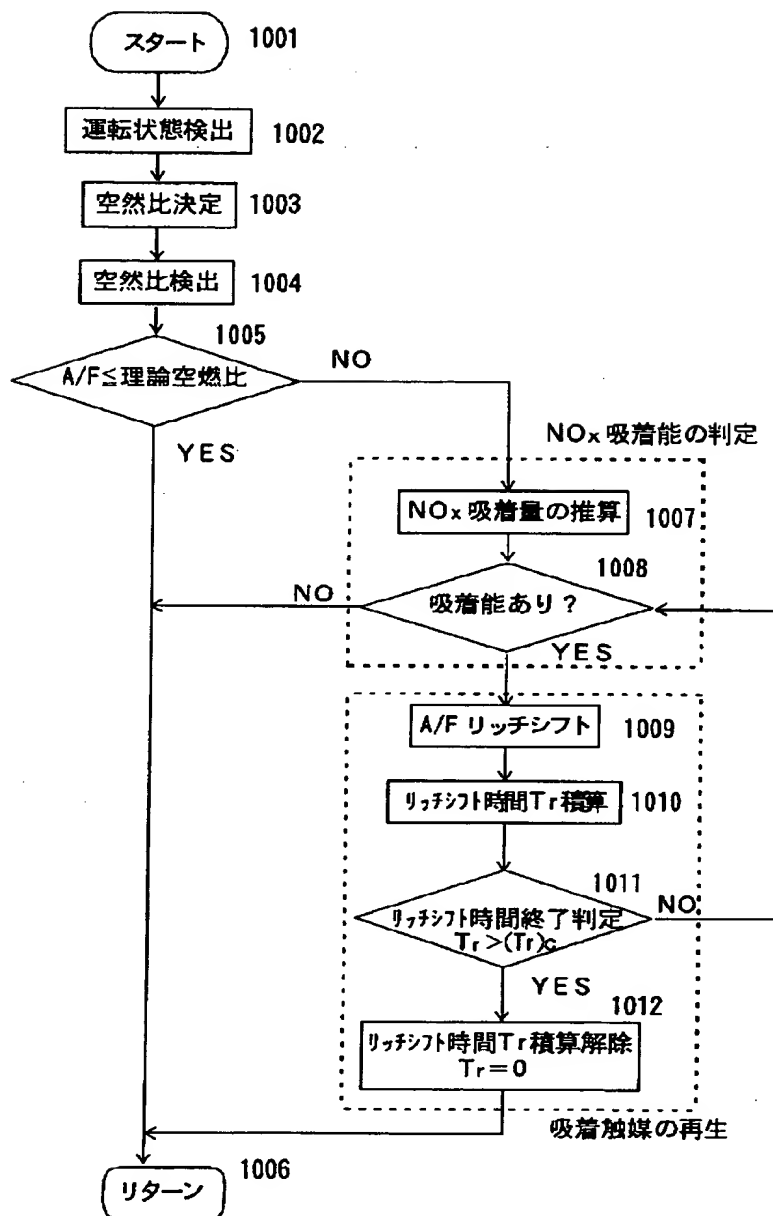 スタート 1001
運転状態検出 1002
空然比決定 1003
空然比検出 1004
1005
A/F≦理論空燃比
NO
YES
NOx 吸着能の判定
NOx 吸着量の推算 1007
1008
吸着能あり?
NO
YES
A/F リッチシフト 1009
リッチシフト時間Tr積算 1010
1011
リッチシフト時間終了判定
Tr>(Tr)c
NO
YES
1012
リッチシフト時間Tr積算解除
Tr=0
吸着触媒の再生
1006
リターン